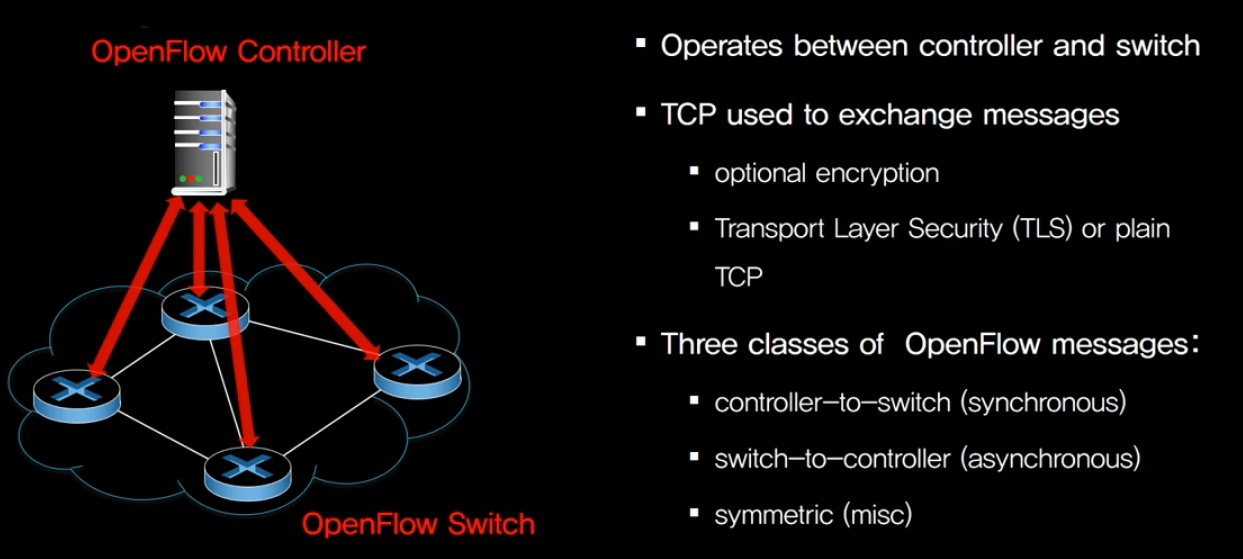 OpenFlow Controller
OpenFlow Switch
▪ Operates between controller and switch
▪ TCP used to exchange messages
▪ optional encryption
▪ Transport Layer Security (TLS) or plain
TCP
▪ Three classes of OpenFlow messages:
▪ controller-to-switch (synchronous)
▪ switch-to-controller (asynchronous)
▪ symmetric (misc)